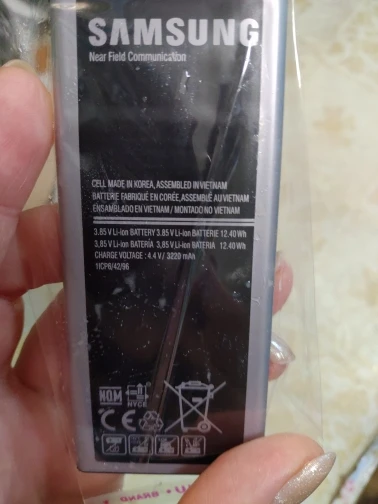 SAMSUNG
Near Field Communication
CELL MADE IN KOREA, ASSEMBLED IN VIETNAM
BATTERIE FABRIQUÉ EN CORÉE, ASSEMBLÉ AU VIETNAM
ENSAMBLADO EN VIETNAM / MONTADO NO VIETNAM
3.85 V Li-ion BATTERY 3.85 V Li-ion BATTERIE 12.40 Wh
3,85 V Li-ion BATERÍA 3,85 V Li-ion BATERIA 12.40 Wh
CHARGE VOLTAGE : 4.4 V / 3220 mAh
1ICP6/42/96
NOM
NYCE
CE